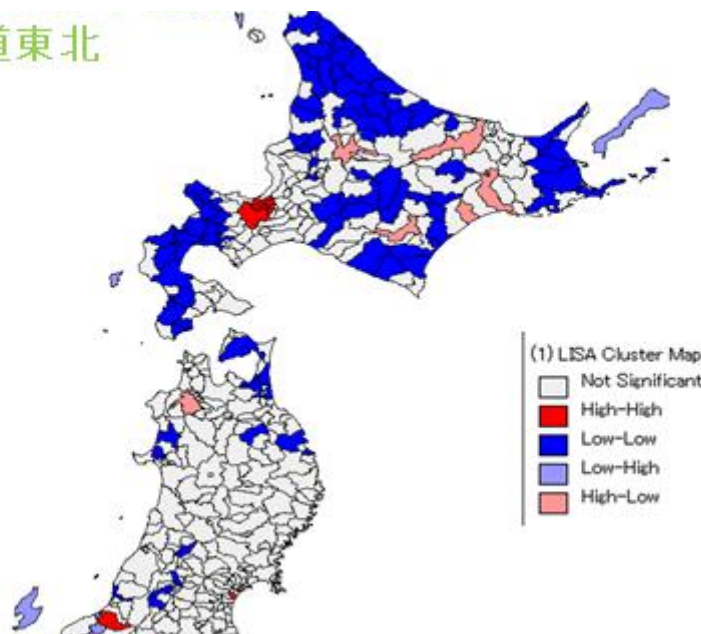 道東北
(1) LISA Cluster Map
Not Significant
High-High
Low-Low
Low-High
High-Low